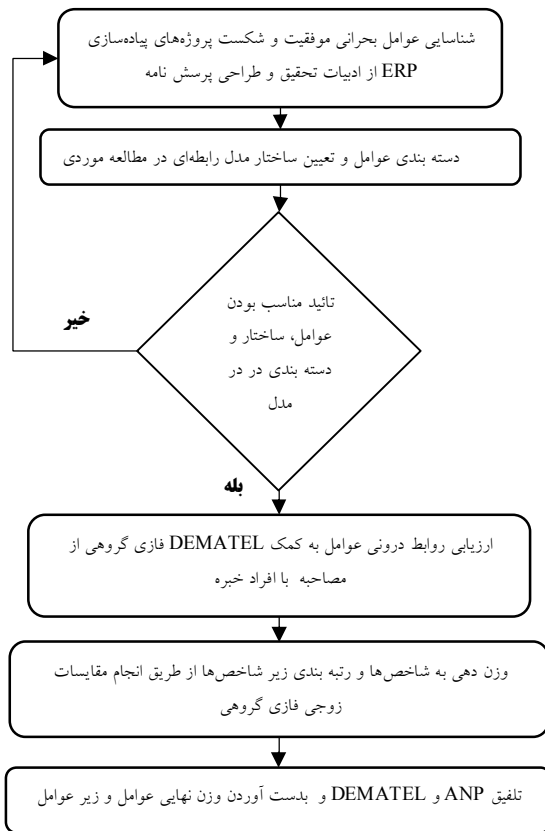 شناسایی عوامل بحرانی موفقیت و شکست پروژه‌های پیاده‌سازی
ERP از ادبیات تحقیق و طراحی پرسش نامه
دسته بندی عوامل و تعیین ساختار مدل رابطه‌ای در مطالعه موردی
تائید مناسب بودن
عوامل، ساختار و
دسته بندی در در
مدل
خیر
بله
ارزیابی روابط درونی عوامل به کمک DEMATEL فازی گروهی از
مصاحبه با افراد خبره
وزن دهی به شاخص‌ها و رتبه بندی زیر شاخص‌ها از طریق انجام مقایسات
زوجی فازی گروهی
تلفیق ANP و DEMATEL و بدست آوردن وزن نهایی عوامل و زیر عوامل